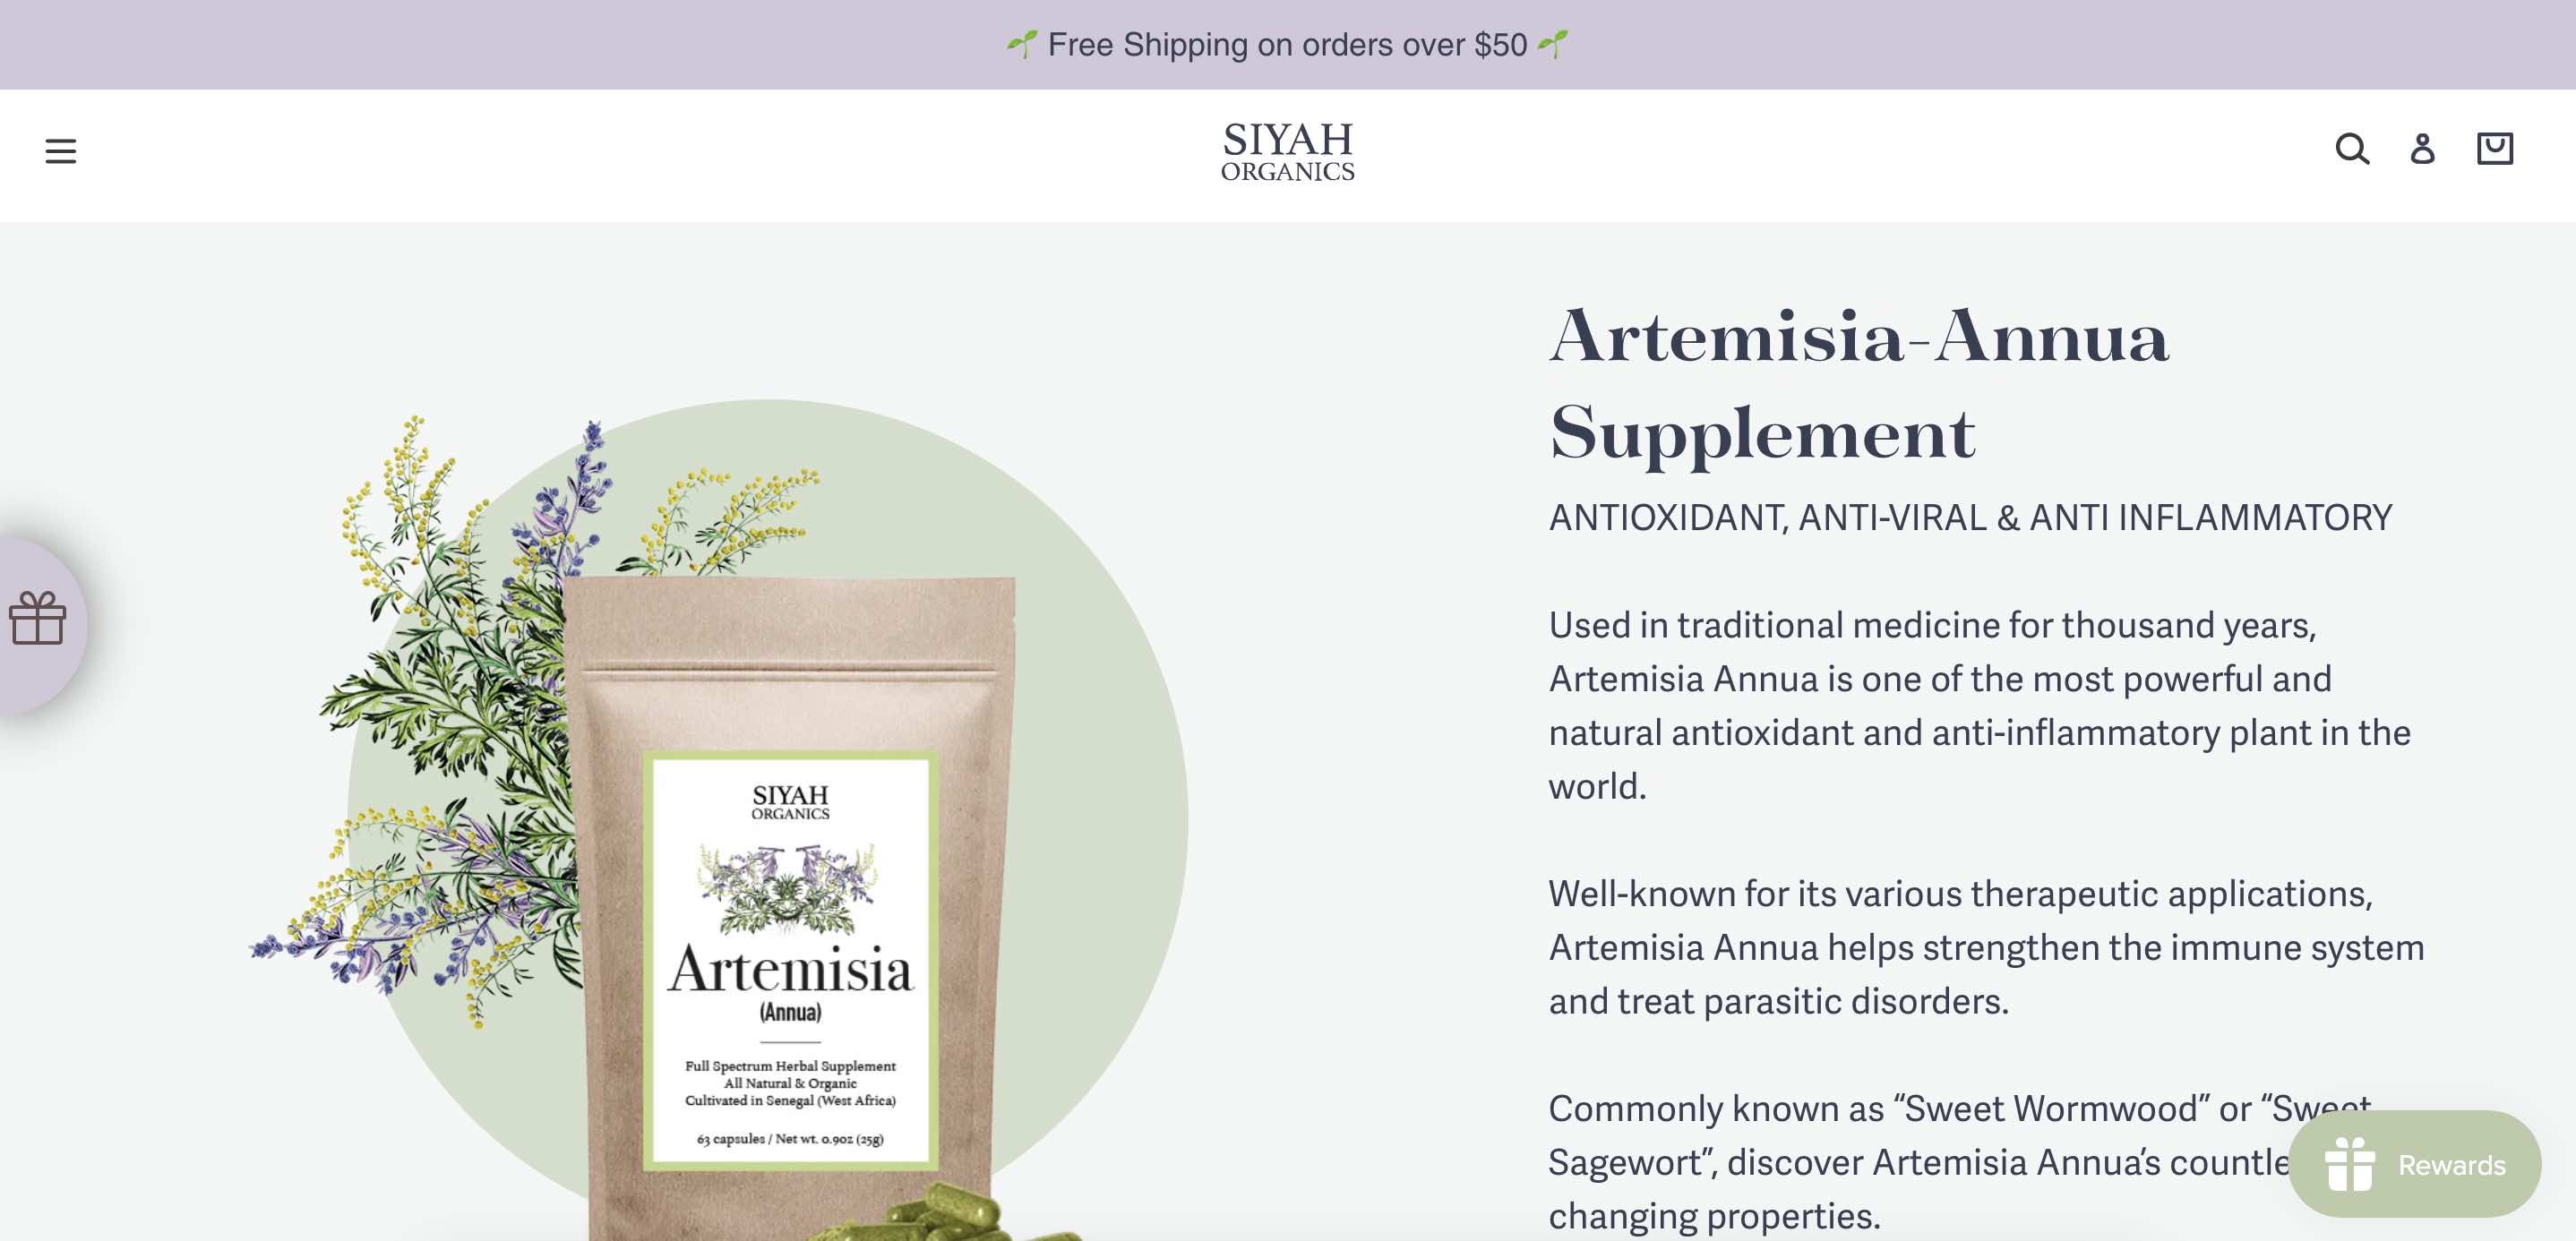 🌱 Free Shipping on orders over $50 🌱
SIYAH
ORGANICS
Artemisia-Annua
Supplement
ANTIOXIDANT, ANTI-VIRAL & ANTI INFLAMMATORY
Used in traditional medicine for thousand years,
Artemisia Annua is one of the most powerful and
natural antioxidant and anti-inflammatory plant in the
world.
Well-known for its various therapeutic applications,
Artemisia Annua helps strengthen the immune system
and treat parasitic disorders.
Commonly known as “Sweet Wormwood” or “Sweet
Sagewort”, discover Artemisia Annua’s
changing properties.
SIYAH
ORGANICS
Artemisia
(Annua)
Full Spectrum Herbal Supplement
All Natural & Organic
Cultivated in Senegal (West Africa)
63 capsules / Net wt. 0.9oz (25g)
Rewards